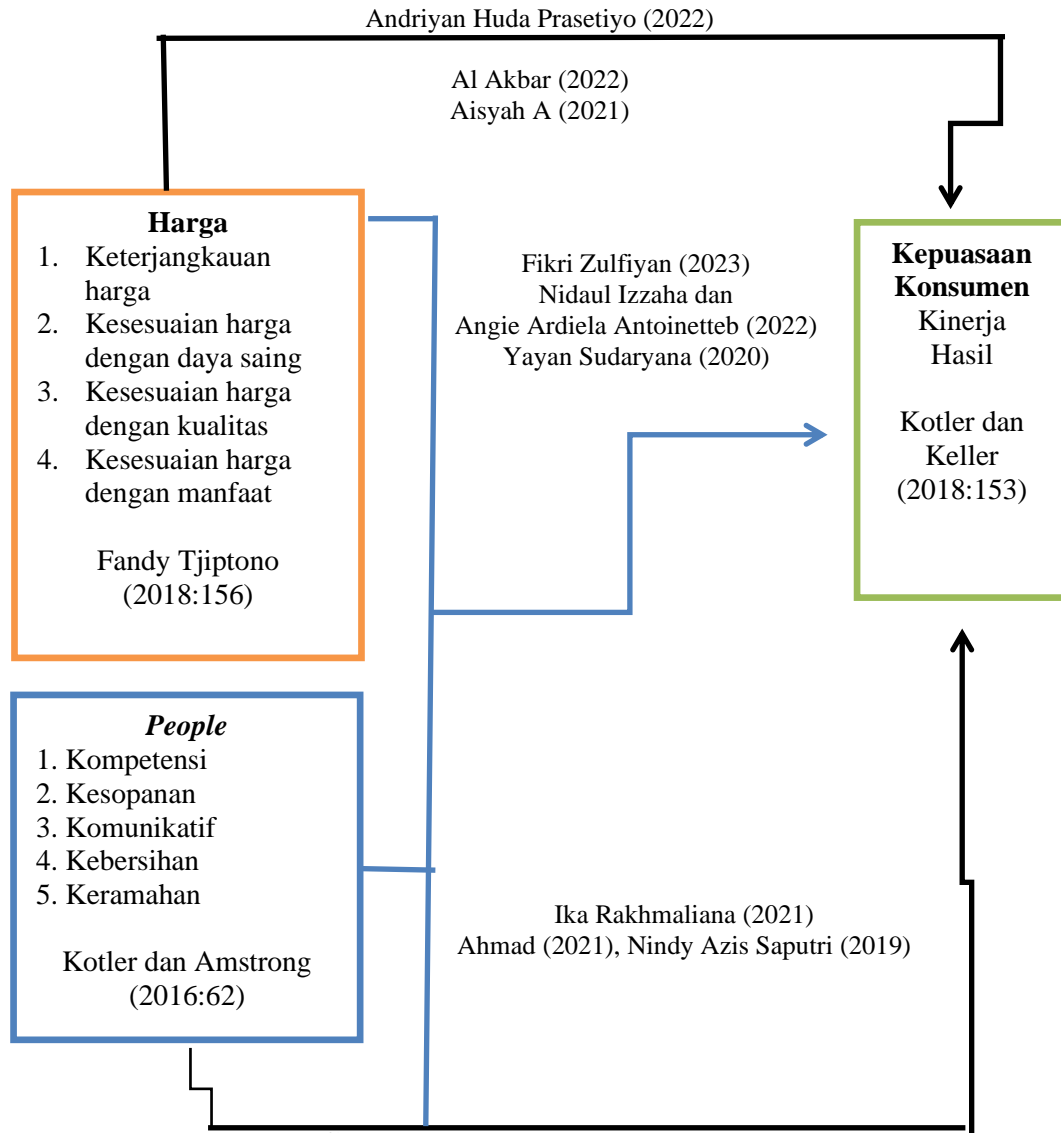 Andriyan Huda Prasetiyo (2022)
Al Akbar (2022)
Aisyah A (2021)
Harga
1. Keterjangkauan
harga
2. Kesesuaian harga
dengan daya saing
3. Kesesuaian harga
dengan kualitas
4. Kesesuaian harga
dengan manfaat
Fandy Tjiptono
(2018:156)
Fikri Zulfiyan (2023)
Nidaul Izzaha dan
Angie Ardiela Antoinetteb (2022)
Yayan Sudaryana (2020)
Kepuasaan
Konsumen
Kinerja
Hasil
Kotler dan
Keller
(2018:153)
People
1. Kompetensi
2. Kesopanan
3. Komunikatif
4. Kebersihan
5. Keramahan
Kotler dan Amstrong
(2016:62)
Ika Rakhmaliana (2021)
Ahmad (2021), Nindy Azis Saputri (2019)